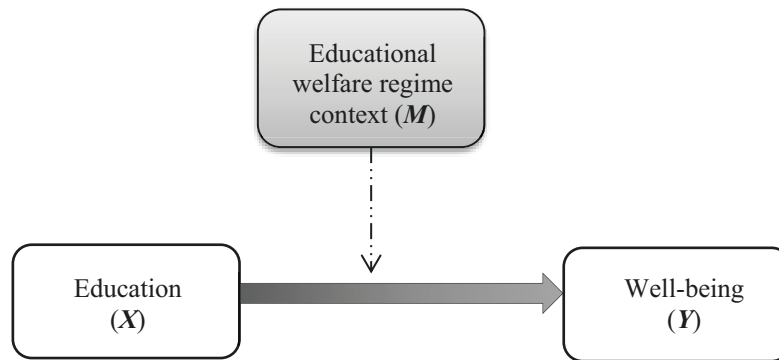 Educational
welfare regime
context (M)
Education
(X)
Well-being
(Y)